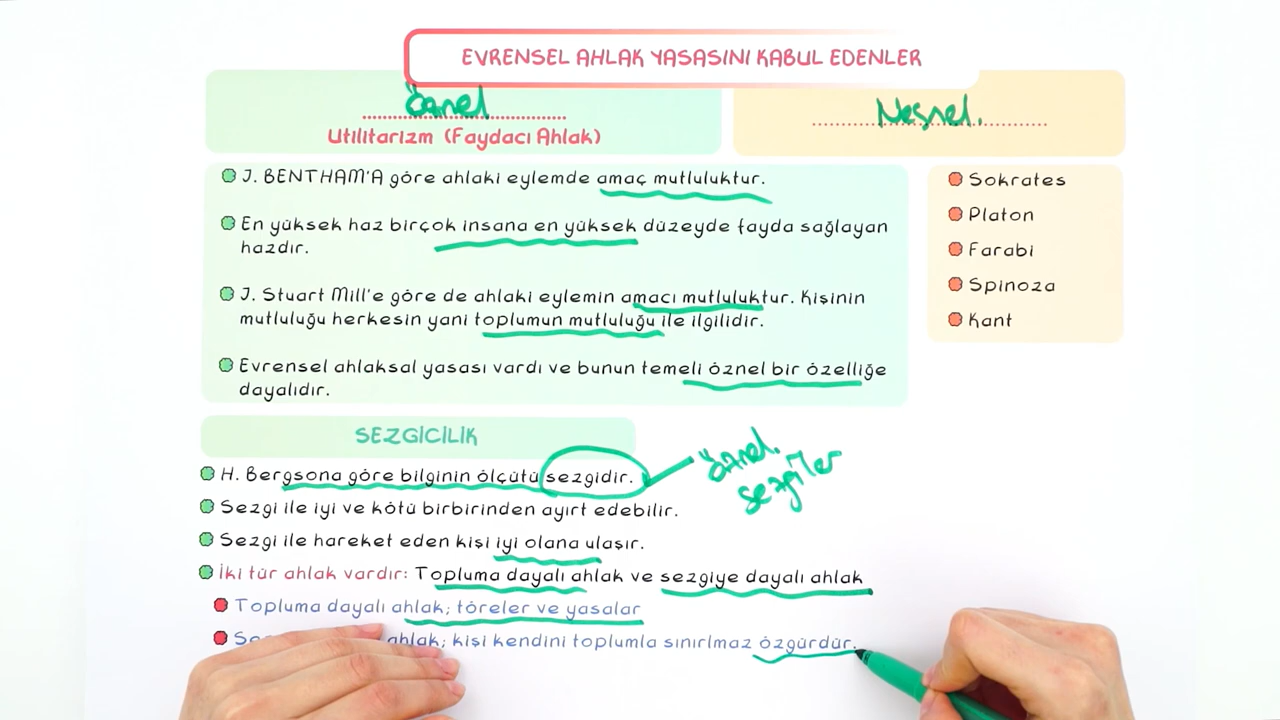 EVRENSEL AHLAK YASASINI KABUL EDENLER
Öznel
Utilitarizm (Faydacı Ahlak)
Nesnel.
J. BENTHAM'A göre ahlaki eylemde amaç mutluluktur.
En yüksek haz birçok insana en yüksek düzeyde fayda sağlayan
hazdır.
J. Stuart Mill'e göre de ahlaki eylemin amacı mutluluktur. Kişinin
mutluluğu herkesin yani toplumun mutluluğu ile ilgilidir.
Evrensel ahlaksal yasası vardı ve bunun temeli öznel bir özelliğe
dayalıdır.
Sokrates
Platon
Farabi
Spinoza
Kant
SEZGİCİLİK
H. Bergsona göre bilginin ölçütü sezgidir.
öznel.
sezgiler
Sezgi ile iyi ve kötü birbirinden ayırt edebilir.
Sezgi ile hareket eden kişi iyi olana ulaşır.
İki tür ahlak vardır: Topluma dayalı ahlak ve sezgiye dayalı ahlak
Topluma dayalı ahlak; töreler ve yasalar
ahlak; kişi kendini toplumla sınırlmaz özgürdür.